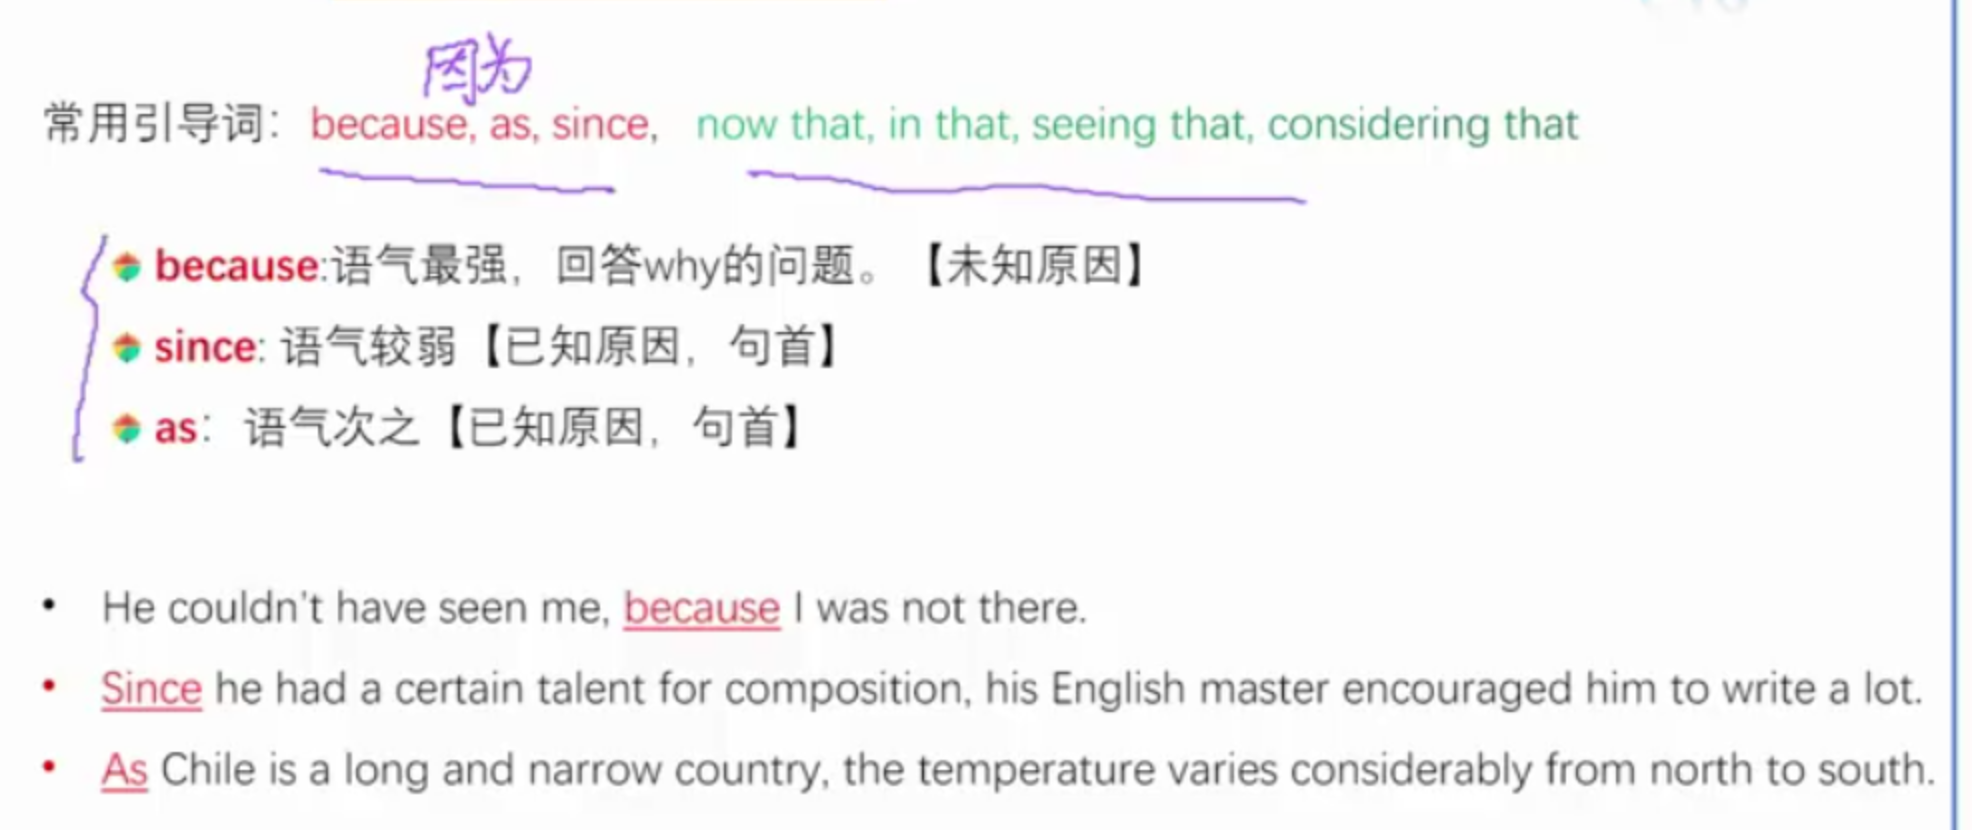 因为
常用引导词：because, as, since, now that, in that, seeing that, considering that
because:语气最强，回答why的问题。【未知原因】
since: 语气较弱【已知原因，句首】
as：语气次之【已知原因，句首】
• He couldn't have seen me, because I was not there.
• Since he had a certain talent for composition, his English master encouraged him to write a lot.
• As Chile is a long and narrow country, the temperature varies considerably from north to south.